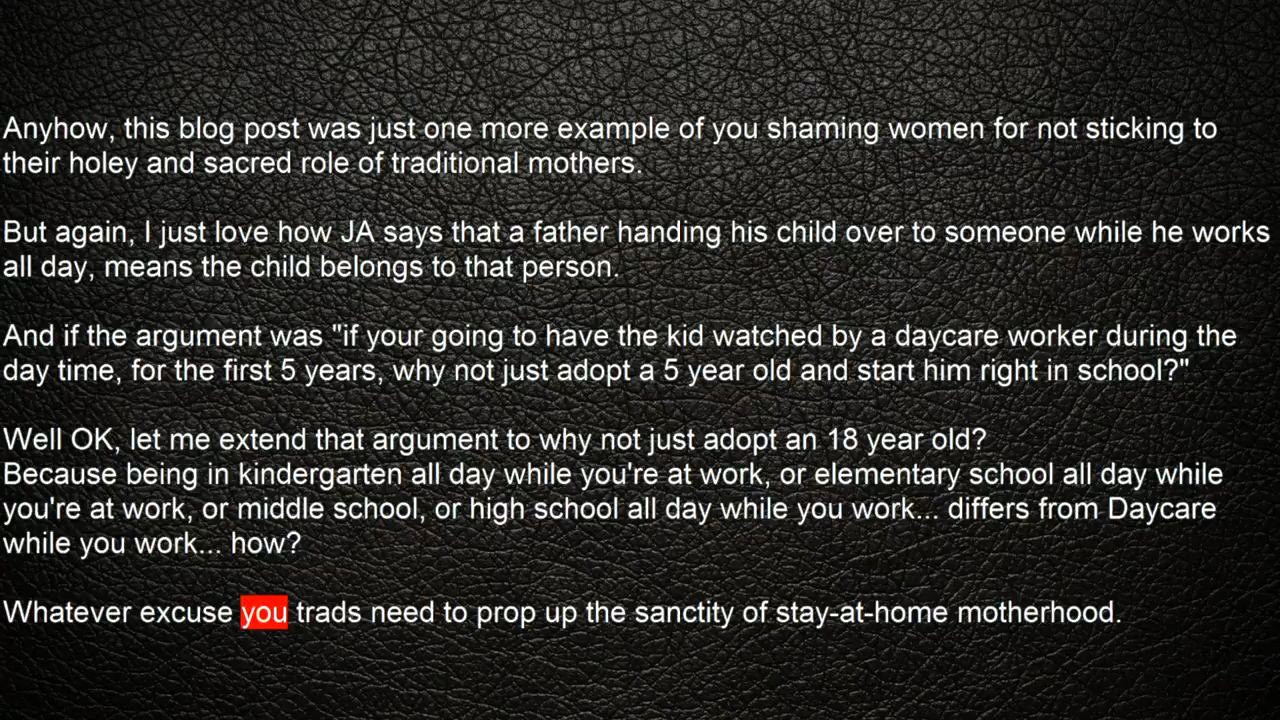 Anyhow, this blog post was just one more example of you shaming women for not sticking to
their holey and sacred role of traditional mothers.
But again, I just love how JA says that a father handing his child over to someone while he works
all day, means the child belongs to that person.
And if the argument was "if your going to have the kid watched by a daycare worker during the
day time, for the first 5 years, why not just adopt a 5 year old and start him right in school?"
Well OK, let me extend that argument to why not just adopt an 18 year old?
Because being in kindergarten all day while you're at work, or elementary school all day while
you're at work, or middle school, or high school all day while you work... differs from Daycare
while you work... how?
Whatever excuse you trads need to prop up the sanctity of stay-at-home motherhood.